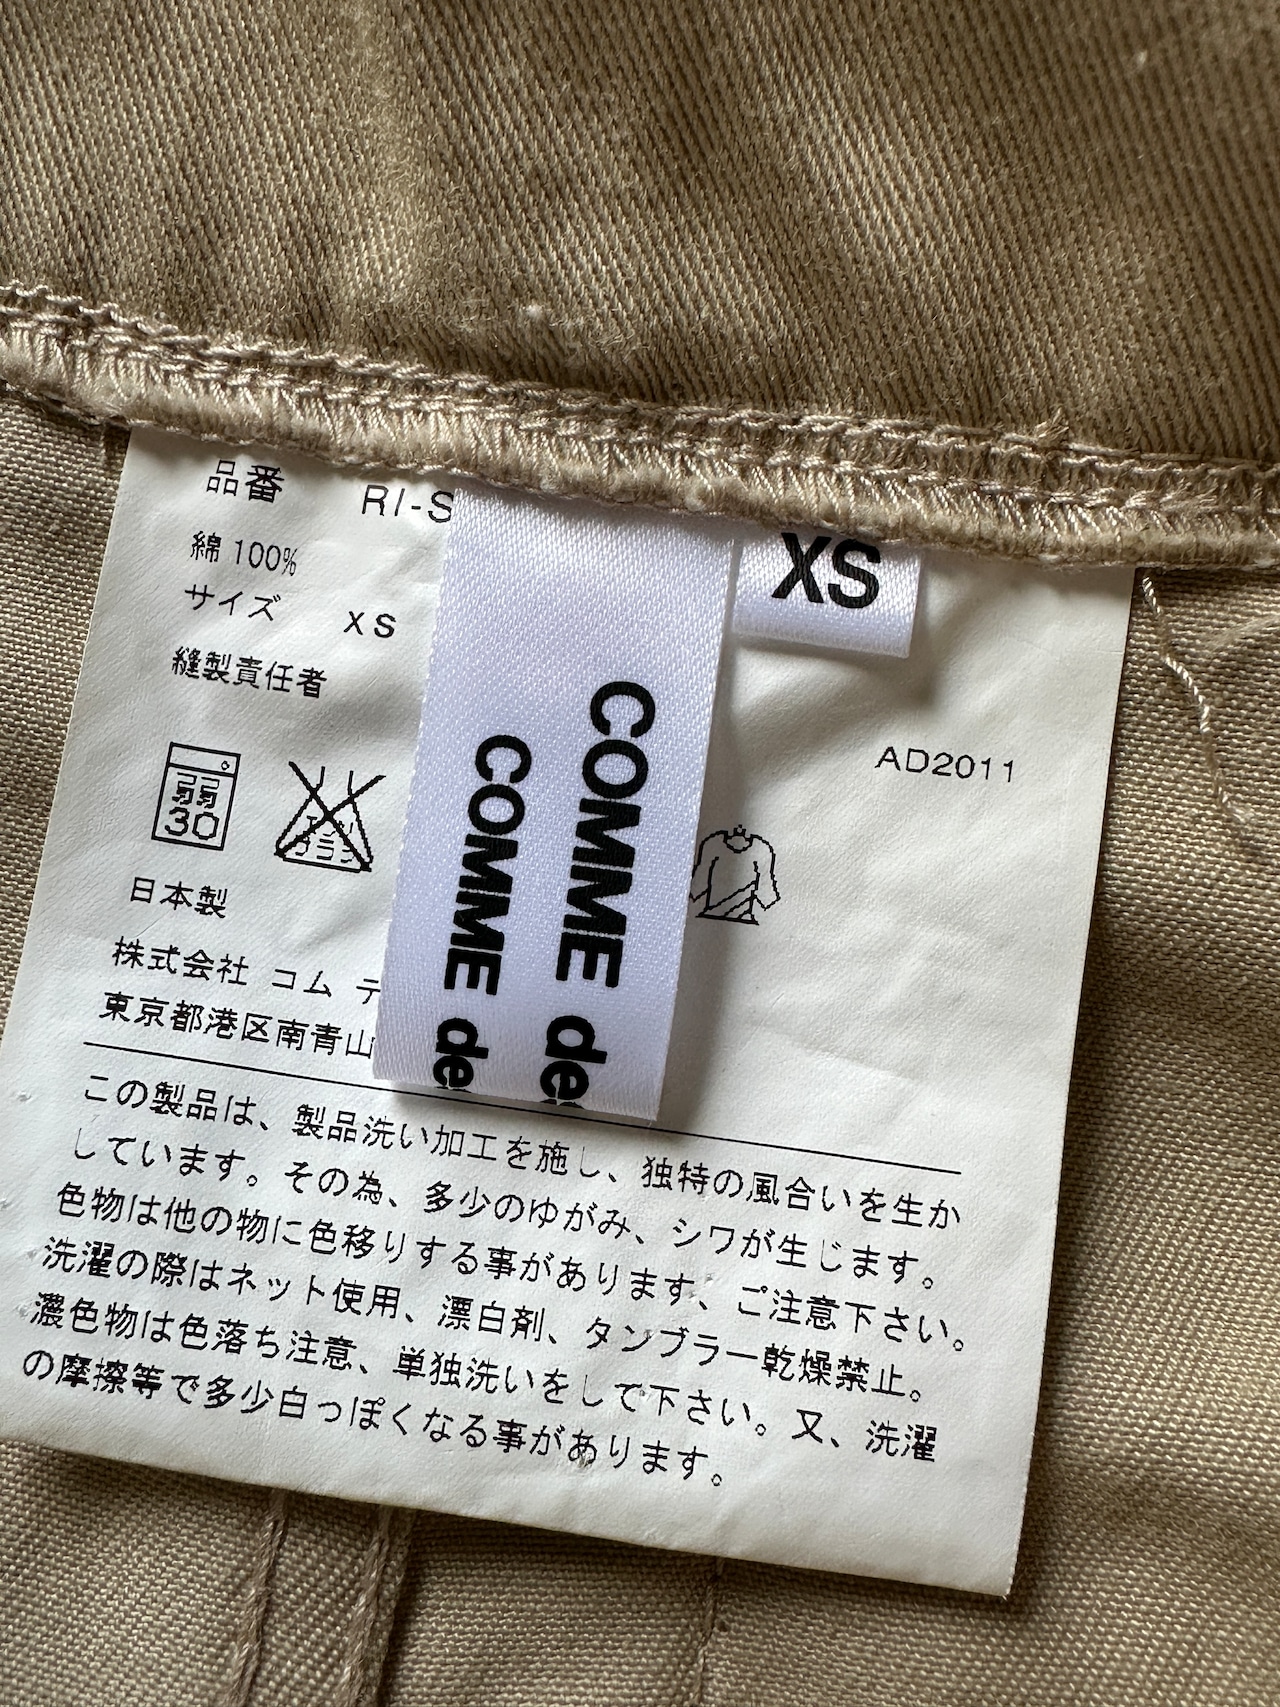 品番 RI-S
XS
綿 100%
サイズ XS
縫製責任者
AD2011
弱
30
エンソ
サラシ
日本製
COMME de
COMME de
株式会社 コム デ
東京都港区南青山
この製品は、製品洗い加工を施し、独特の風合いを生か
しています。その為、多少のゆがみ、シワが生じます。
色物は他の物に色移りする事があります、ご注意下さい。
洗濯の際はネット使用、漂白剤、タンブラー乾燥禁止。
濃色物は色落ち注意、単独洗いをして下さい。又、洗濯
の摩擦等で多少白っぽくなる事があります。